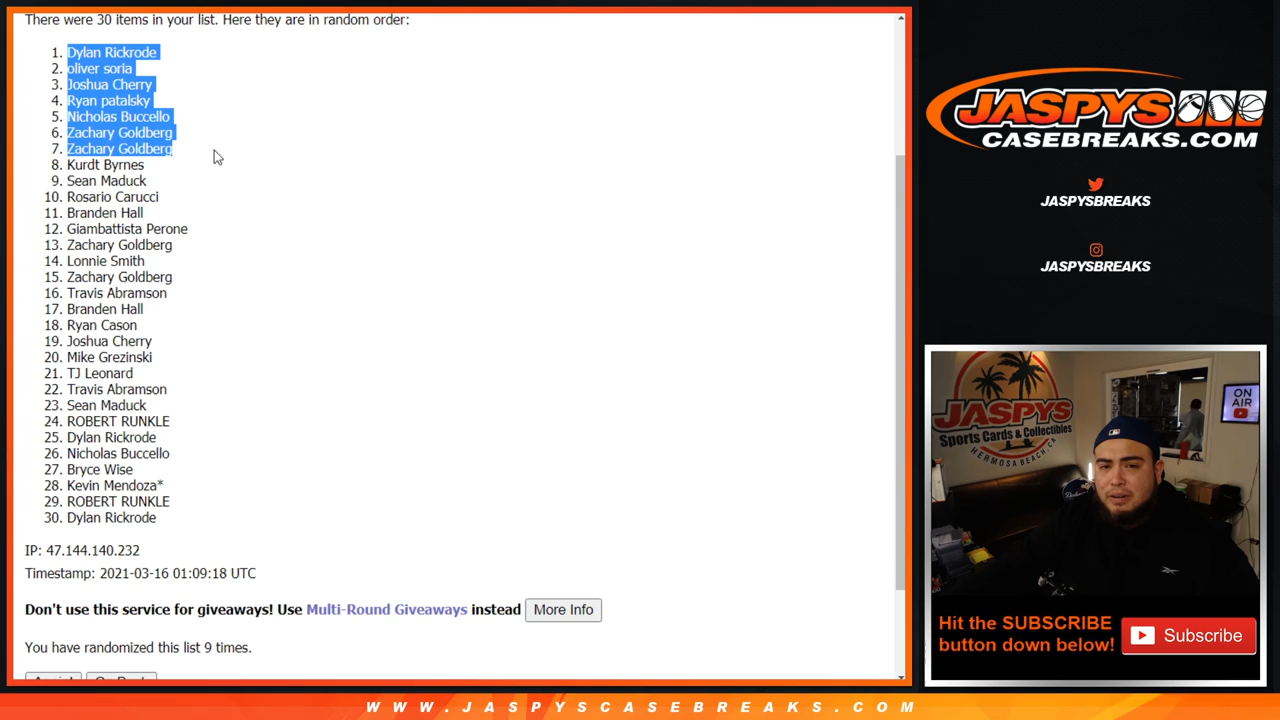 There were 30 items in your list. Here they are in random order:
1. Dylan Rickrode
2. oliver soria
3. Joshua Cherry
4. Ryan patalsky
5. Nicholas Buccello
6. Zachary Goldberg
7. Zachary Goldberg
8. Kurdt Byrnes
9. Sean Maduck
10. Rosario Carucci
11. Branden Hall
12. Giambattista Perone
13. Zachary Goldberg
14. Lonnie Smith
15. Zachary Goldberg
16. Travis Abramson
17. Branden Hall
18. Ryan Cason
19. Joshua Cherry
20. Mike Grezinski
21. TJ Leonard
22. Travis Abramson
23. Sean Maduck
24. ROBERT RUNKLE
25. Dylan Rickrode
26. Nicholas Buccello
27. Bryce Wise
28. Kevin Mendoza*
29. ROBERT RUNKLE
30. Dylan Rickrode
IP: 47.144.140.232
Timestamp: 2021-03-16 01:09:18 UTC
Don't use this service for giveaways! Use Multi-Round Giveaways instead More Info
You have randomized this list 9 times.
JASPYS
CASEBREAKS.COM
JASPYSBREAKS
JASPYSBREAKS
JASPYS
Sports Cards & Collectibles
HERMOSA BEACH, CA
ON
AIR
Hit the SUBSCRIBE
button down below!
Subscribe
WWW.JASPYSCASEBREAKS.COM